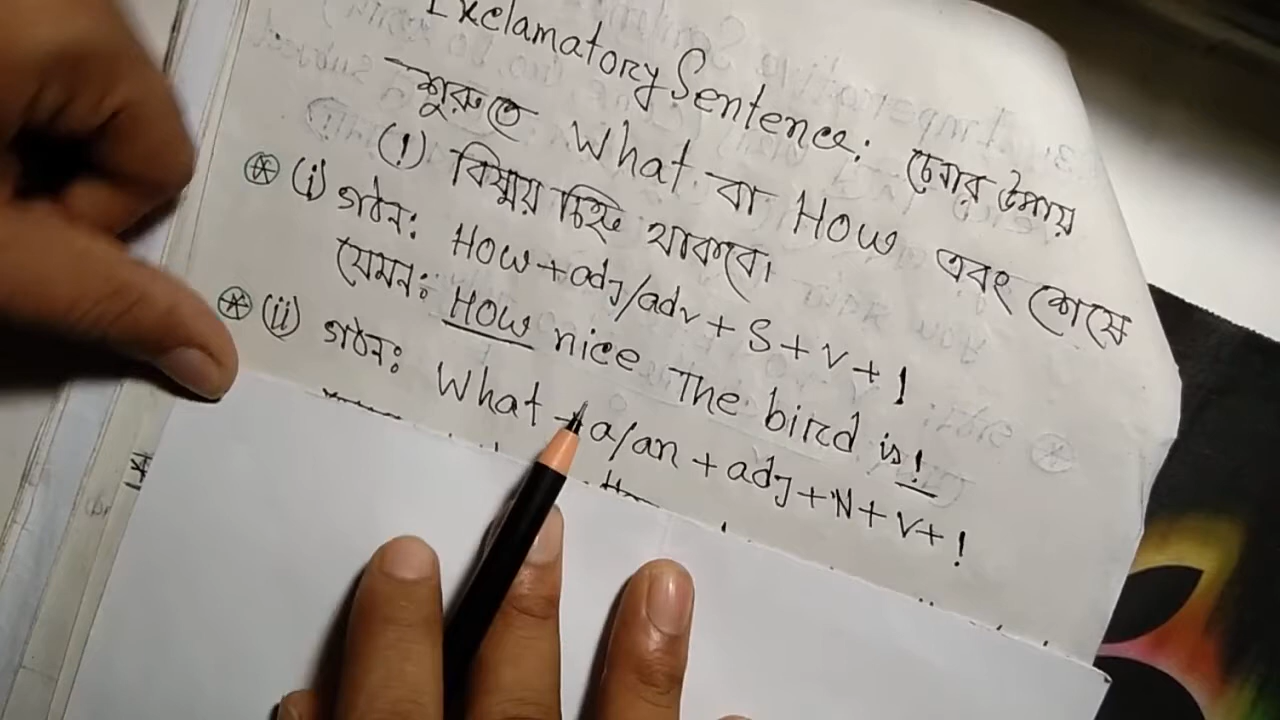 Exclamatory Sentence: চেনার উপায়
শুরুতে What বা How এবং শেষে
(!) বিস্ময় চিহ্ন থাকবে।
(i) গঠন: How + adj/adv + S + V + !
যেমন: How nice The bird is!
(ii) গঠন: What + a/an + adj + N + V + !